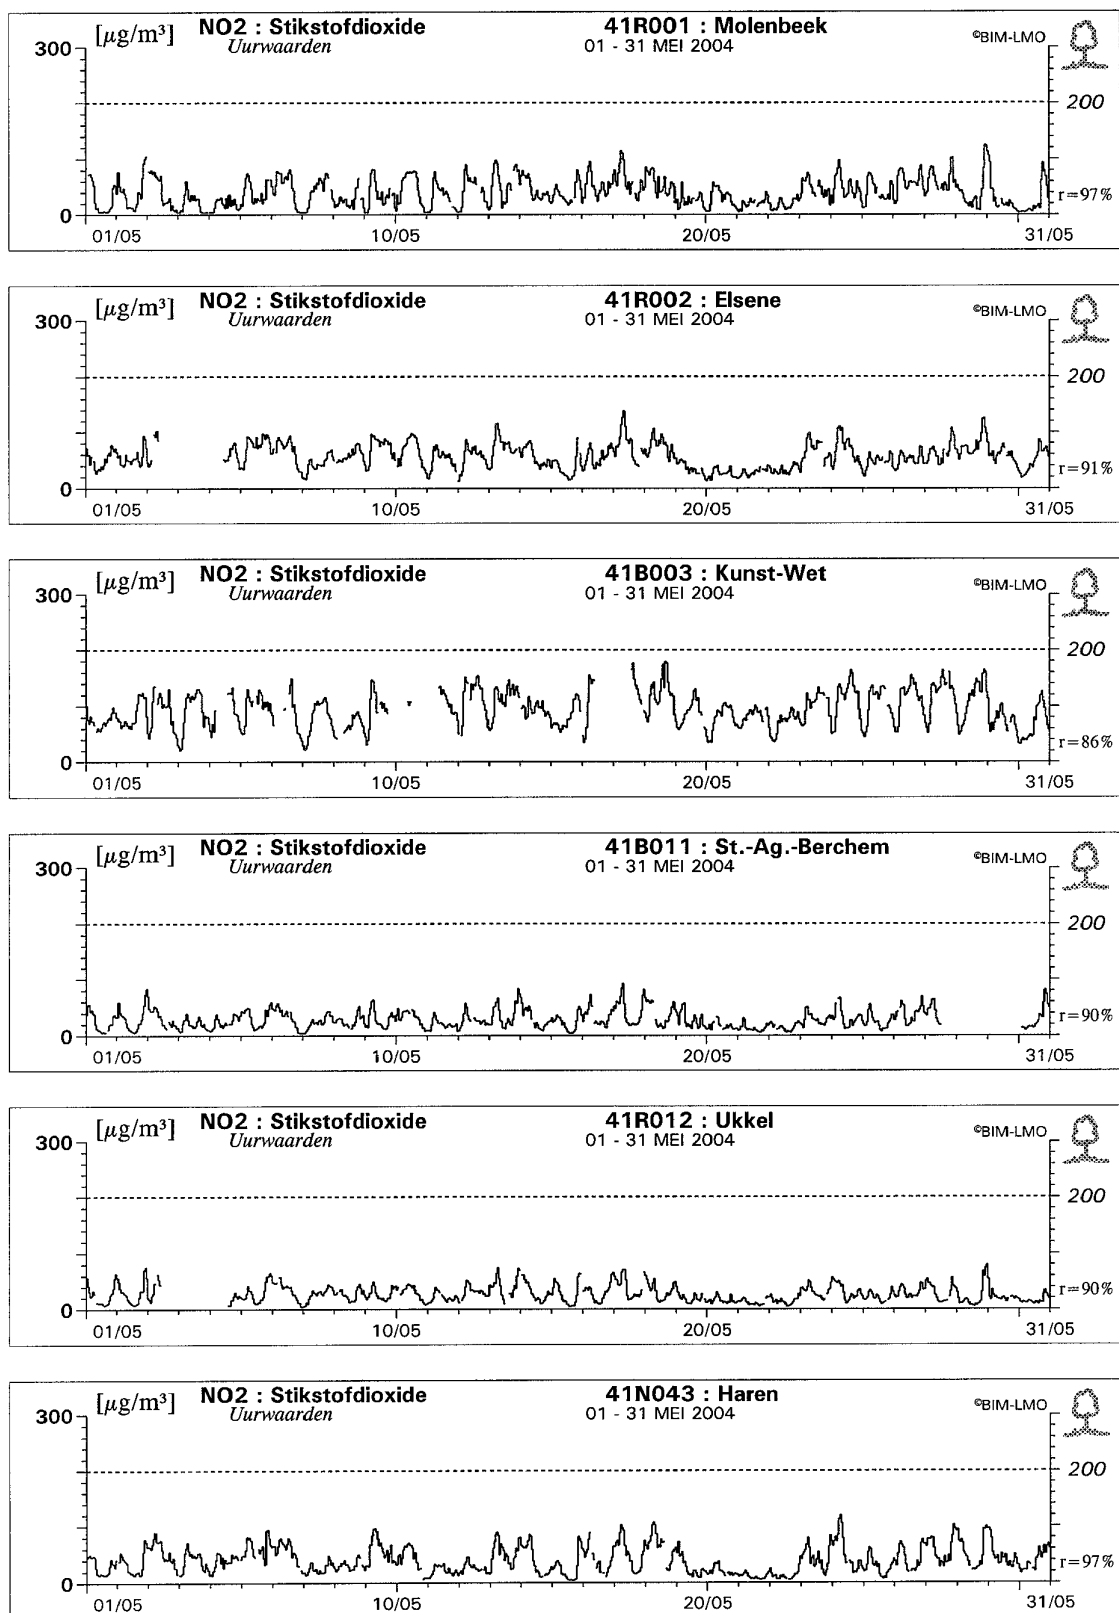 [μg/m³] NO2 : Stikstofdioxide 41R001 : Molenbeek ©BIM-LMO
Uurwaarden 01 - 31 MEI 2004
300
200
0 r=97%
01/05 10/05 20/05 31/05
[μg/m³] NO2 : Stikstofdioxide 41R002 : Elsene ©BIM-LMO
Uurwaarden 01 - 31 MEI 2004
300
200
0 r=91%
01/05 10/05 20/05 31/05
[μg/m³] NO2 : Stikstofdioxide 41B003 : Kunst-Wet ©BIM-LMO
Uurwaarden 01 - 31 MEI 2004
300
200
0 r=86%
01/05 10/05 20/05 31/05
[μg/m³] NO2 : Stikstofdioxide 41B011 : St.-Ag.-Berchem ©BIM-LMO
Uurwaarden 01 - 31 MEI 2004
300
200
0 r=90%
01/05 10/05 20/05 31/05
[μg/m³] NO2 : Stikstofdioxide 41R012 : Ukkel ©BIM-LMO
Uurwaarden 01 - 31 MEI 2004
300
200
0 r=90%
01/05 10/05 20/05 31/05
[μg/m³] NO2 : Stikstofdioxide 41N043 : Haren ©BIM-LMO
Uurwaarden 01 - 31 MEI 2004
300
200
0 r=97%
01/05 10/05 20/05 31/05